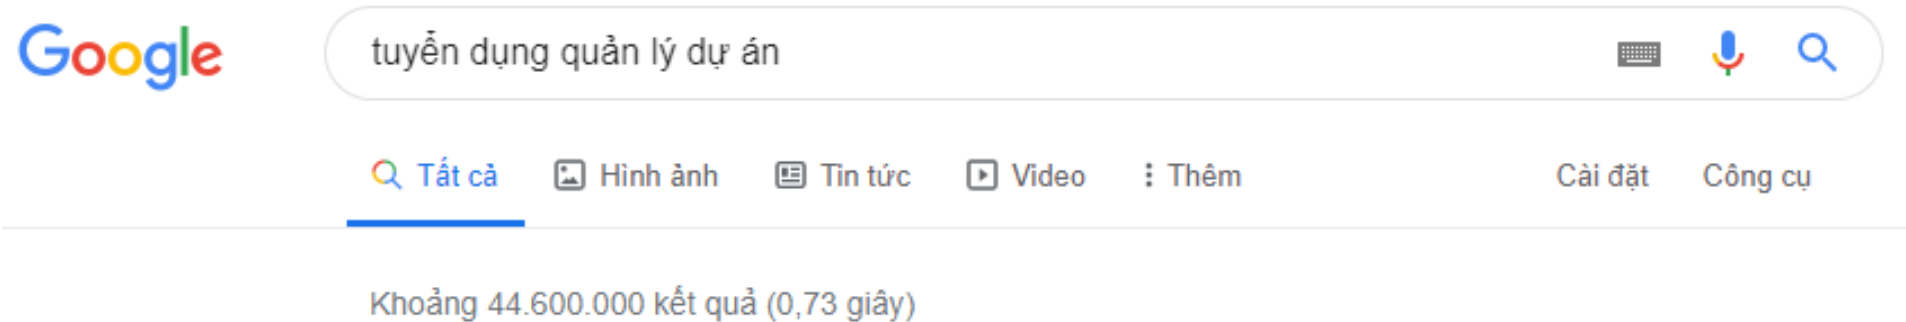 Google
tuyển dụng quản lý dự án
Tất cả Hình ảnh Tin tức Video Thêm Cài đặt Công cụ
Khoảng 44.600.000 kết quả (0,73 giây)